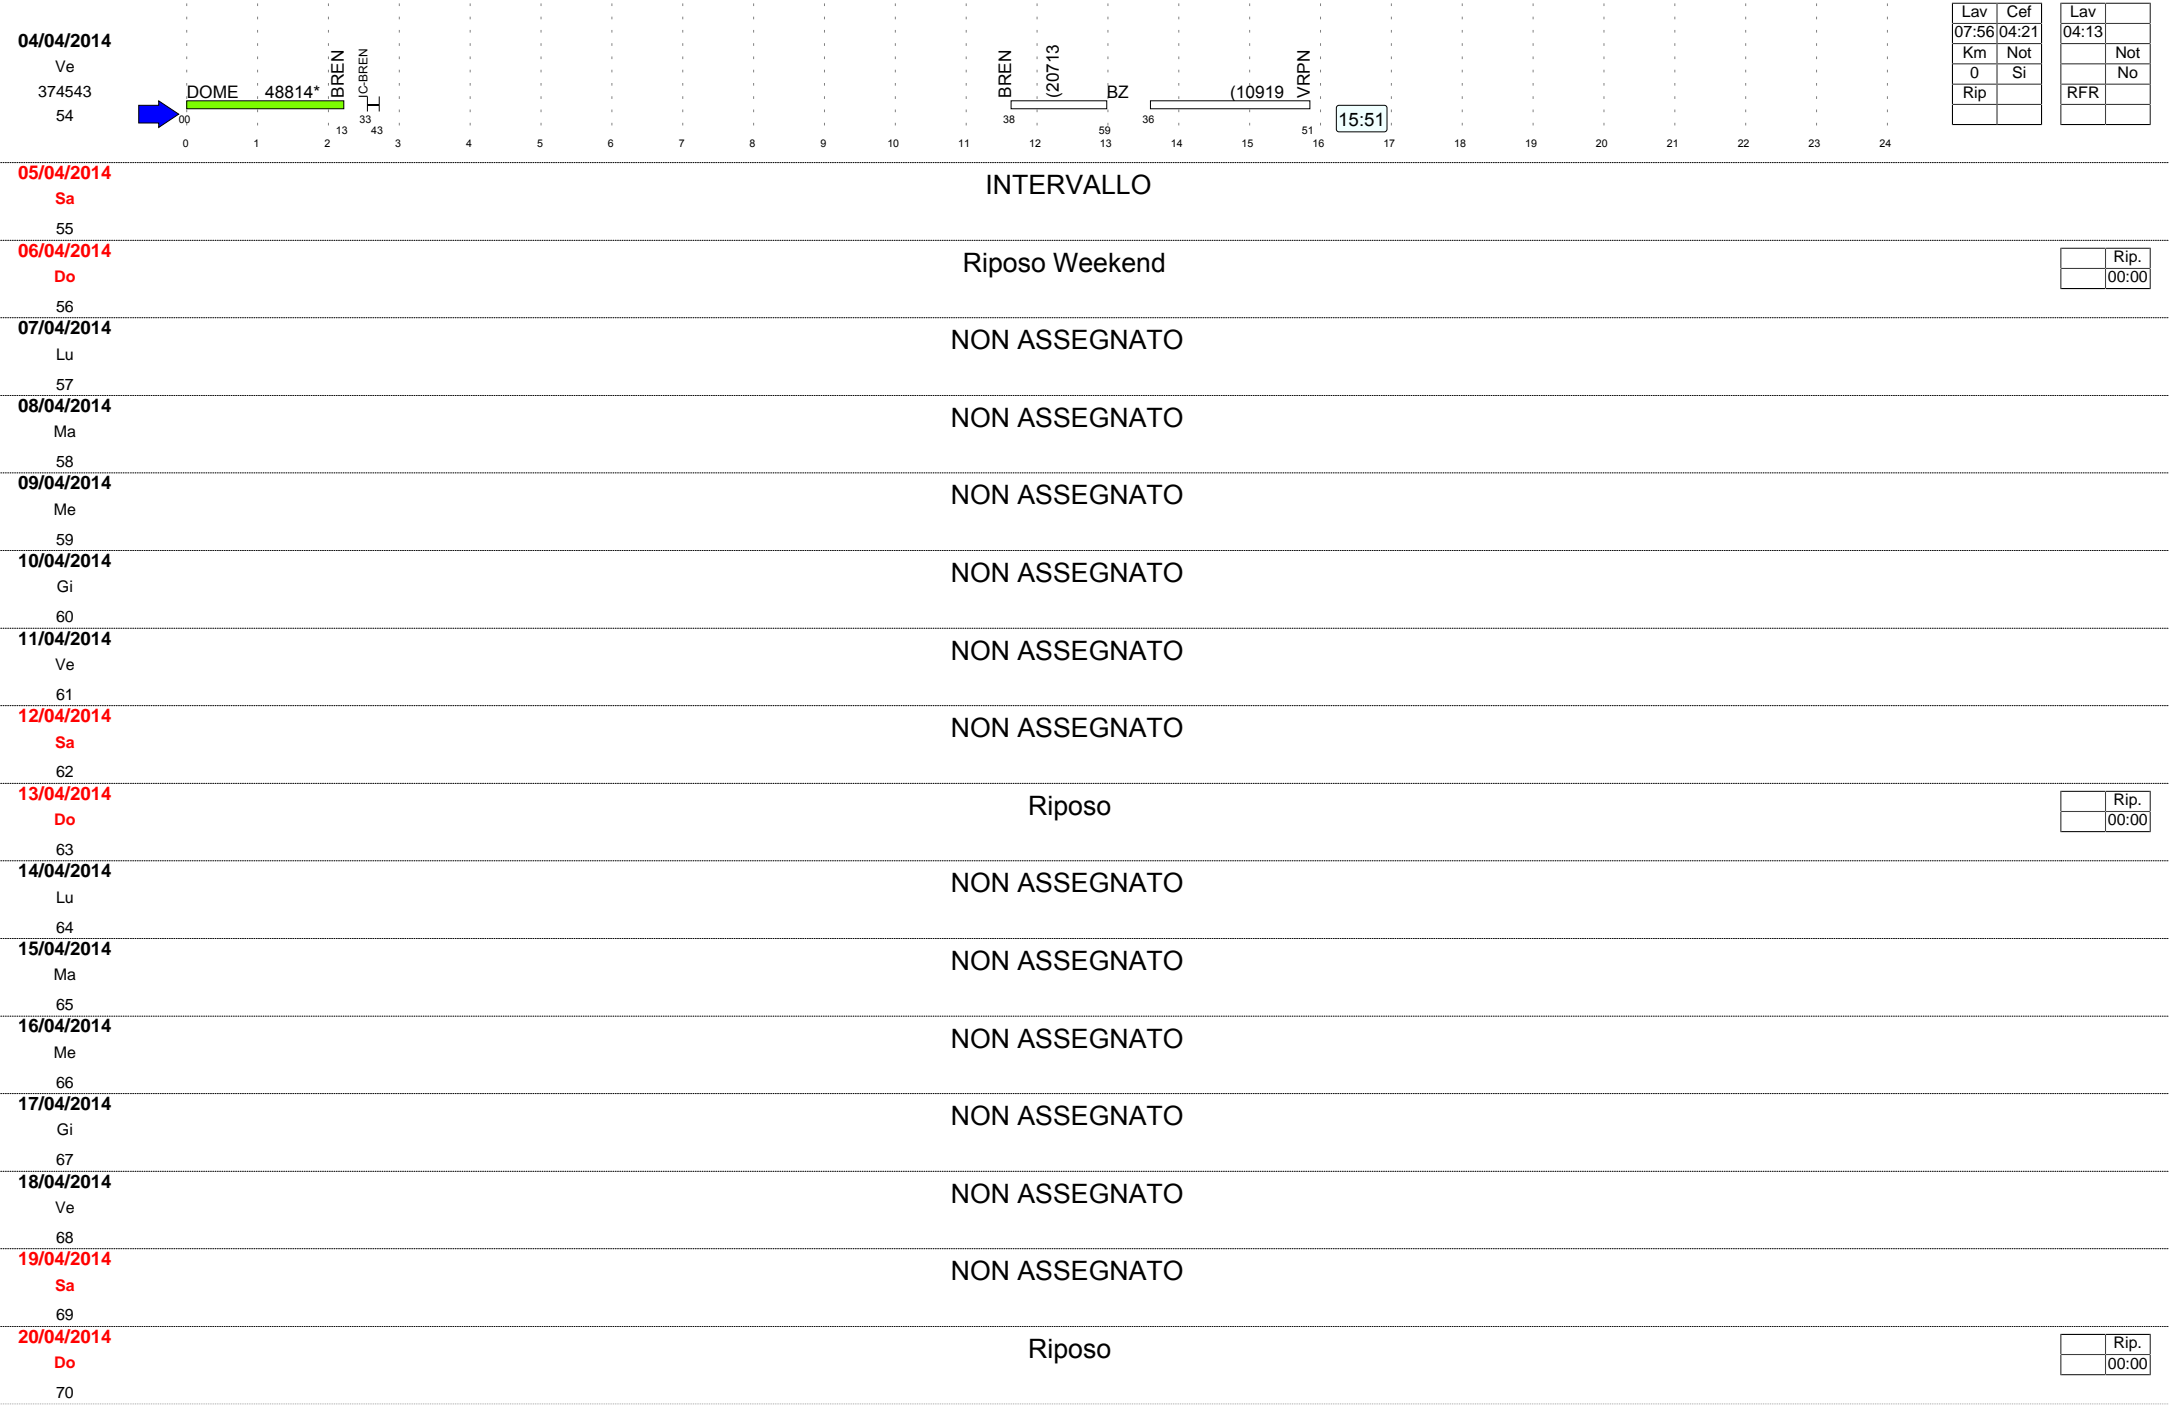 04/04/2014
Ve
374543
54
DOME 48814* BREN JC-BREN BREN (20713 BZ (10919 VRPN
00 13 33 43 38 59 36 51 15:51
0 1 2 3 4 5 6 7 8 9 10 11 12 13 14 15 16 17 18 19 20 21 22 23 24
Lav Cef
07:56 04:21
Km Not
0 Si
Rip
Lav
04:13
Not
No
RFR
05/04/2014
Sa
55
INTERVALLO
06/04/2014
Do
56
Riposo Weekend
Rip.
00:00
07/04/2014
Lu
57
NON ASSEGNATO
08/04/2014
Ma
58
NON ASSEGNATO
09/04/2014
Me
59
NON ASSEGNATO
10/04/2014
Gi
60
NON ASSEGNATO
11/04/2014
Ve
61
NON ASSEGNATO
12/04/2014
Sa
62
NON ASSEGNATO
13/04/2014
Do
63
Riposo
Rip.
00:00
14/04/2014
Lu
64
NON ASSEGNATO
15/04/2014
Ma
65
NON ASSEGNATO
16/04/2014
Me
66
NON ASSEGNATO
17/04/2014
Gi
67
NON ASSEGNATO
18/04/2014
Ve
68
NON ASSEGNATO
19/04/2014
Sa
69
NON ASSEGNATO
20/04/2014
Do
70
Riposo
Rip.
00:00